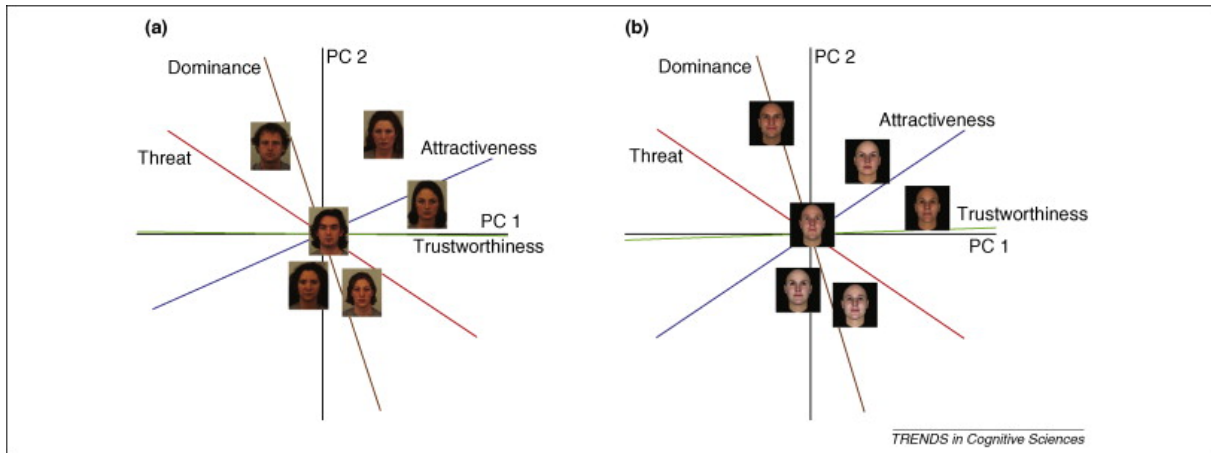 (a)
PC 2
Dominance
Threat
Attractiveness
PC 1
Trustworthiness
(b)
PC 2
Dominance
Attractiveness
Threat
Trustworthiness
PC 1
TRENDS in Cognitive Sciences